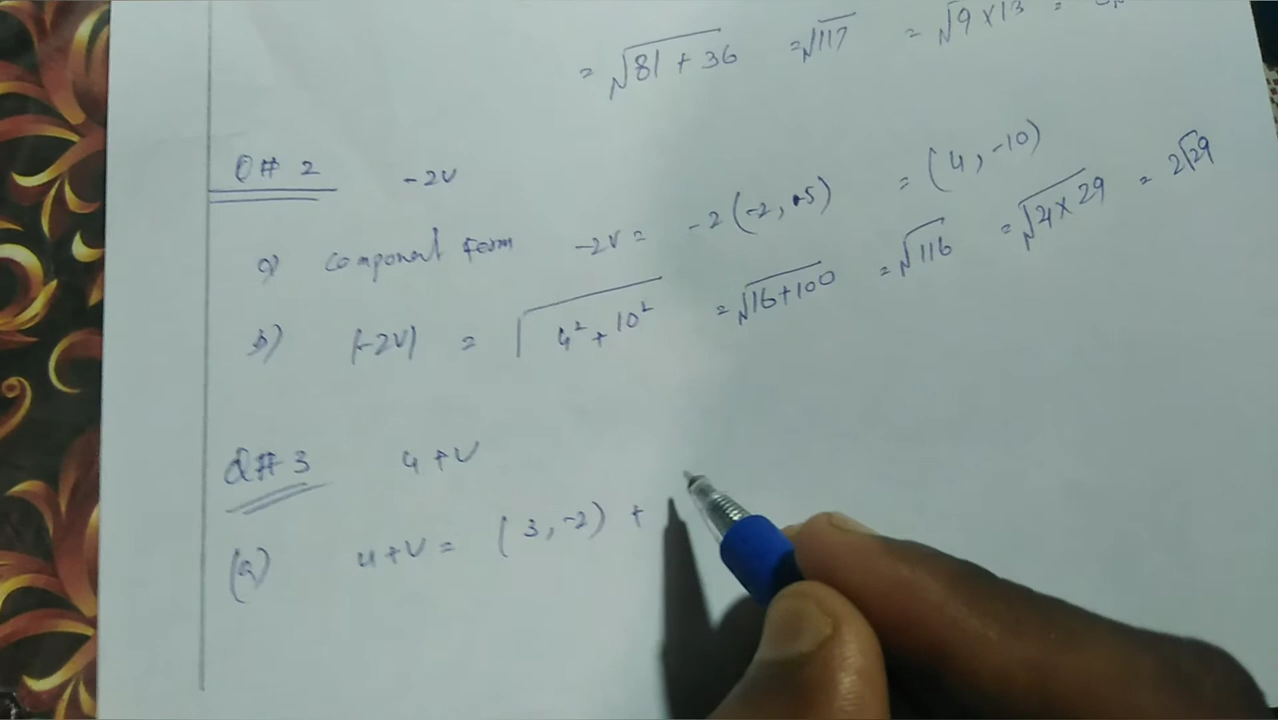 = √81 + 36 = √117 = √9 × 13 =
Q# 2 -2v
a) component form -2v = -2(-2, 5) = (4, -10)
b) |-2v| = √4² + 10² = √16+100 = √116 = √4 × 29 = 2√29
Q# 3 u + v
(a) u + v = (3, -2) +